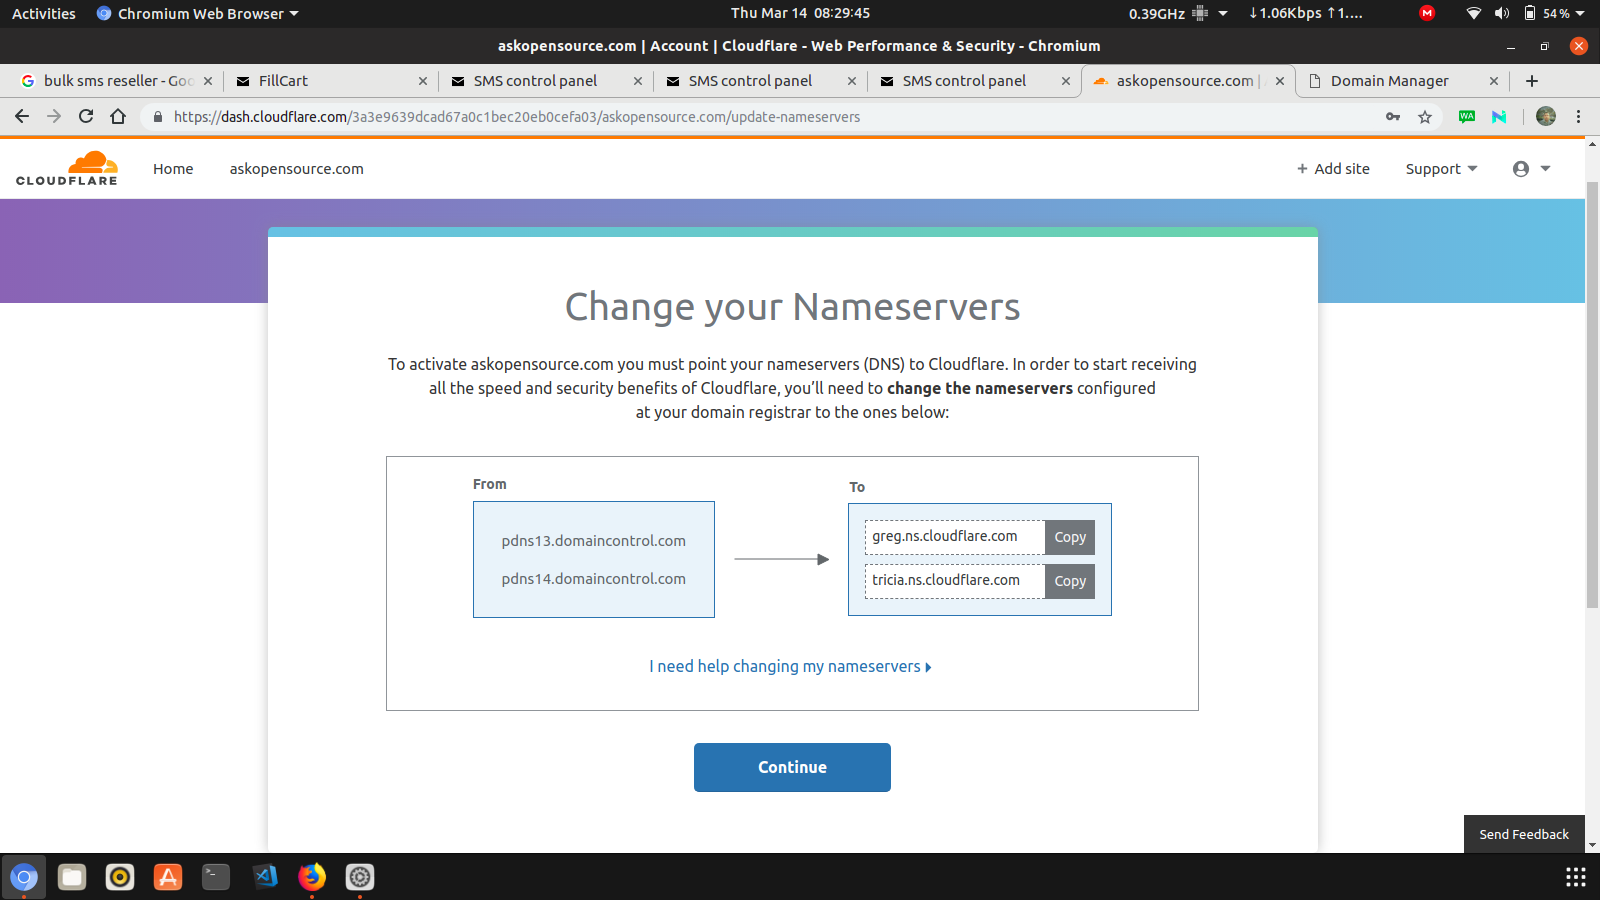 Activities
Chromium Web Browser
Thu Mar 14 08:29:45
0.39GHz
↓1.06Kbps ↑1....
M
54 %
askopensource.com | Account | Cloudflare - Web Performance & Security - Chromium
bulk sms reseller - Goo
FillCart
SMS control panel
SMS control panel
SMS control panel
askopensource.com |
Domain Manager
https://dash.cloudflare.com/3a3e9639dcad67a0c1bec20eb0cefa03/askopensource.com/update-nameservers
WA
CLOUDFLARE
Home
askopensource.com
+ Add site
Support
Change your Nameservers
To activate askopensource.com you must point your nameservers (DNS) to Cloudflare. In order to start receiving
all the speed and security benefits of Cloudflare, you’ll need to change the nameservers configured
at your domain registrar to the ones below:
From
To
pdns13.domaincontrol.com
pdns14.domaincontrol.com
greg.ns.cloudflare.com
Copy
tricia.ns.cloudflare.com
Copy
I need help changing my nameservers
Continue
Send Feedback